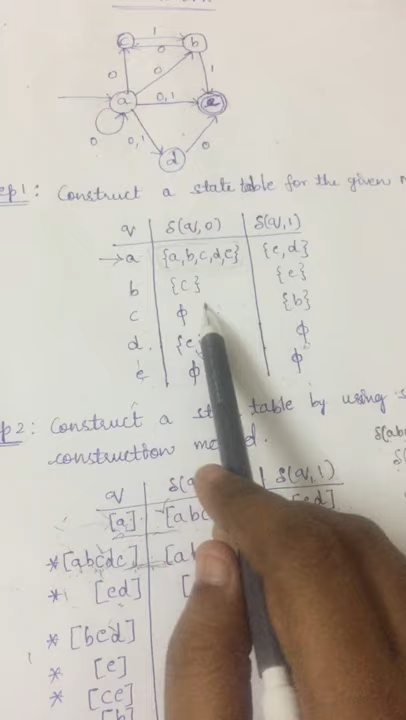 c 1 b
0
0 0 1
a 0,1 e
0 0,1 0
d
ep1: Construct a state table for the given
q δ(q,0) δ(q,1)
→a {a,b,c,d,e} {e,d}
b {c} {e}
c ϕ {b}
d. {e ϕ
e ϕ ϕ
p2: Construct a table by using
construction method.
δ(ab
q δ( δ(q,1)
[a] [abc ed]
*[abcde] [ab
* [ed] [
* [bed]
* [e]
* [ce]
[b]